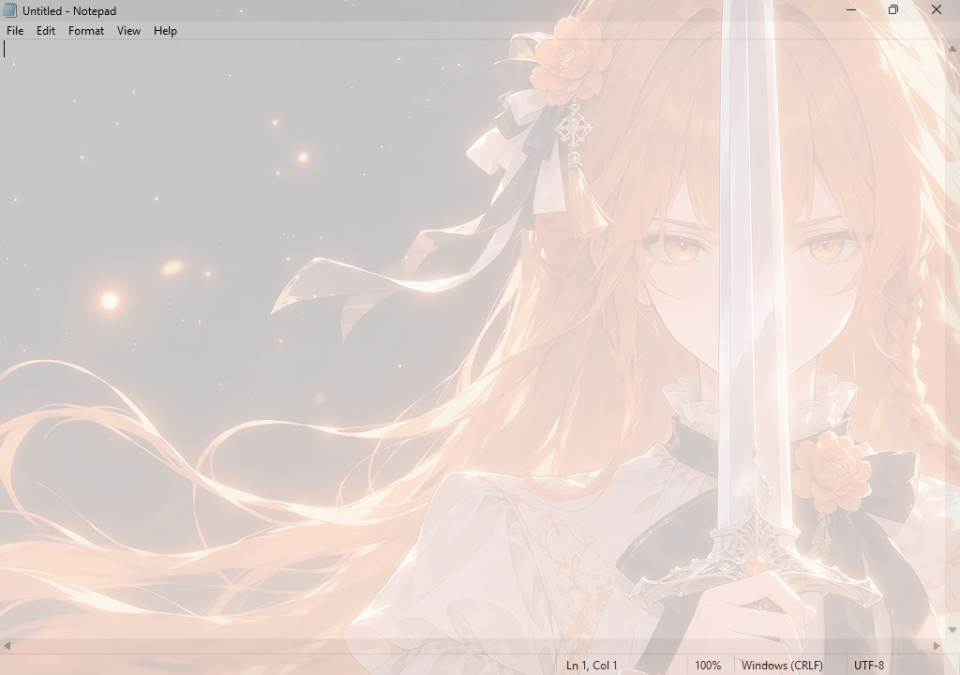 Untitled - Notepad
File Edit Format View Help
Ln 1, Col 1 100% Windows (CRLF) UTF-8